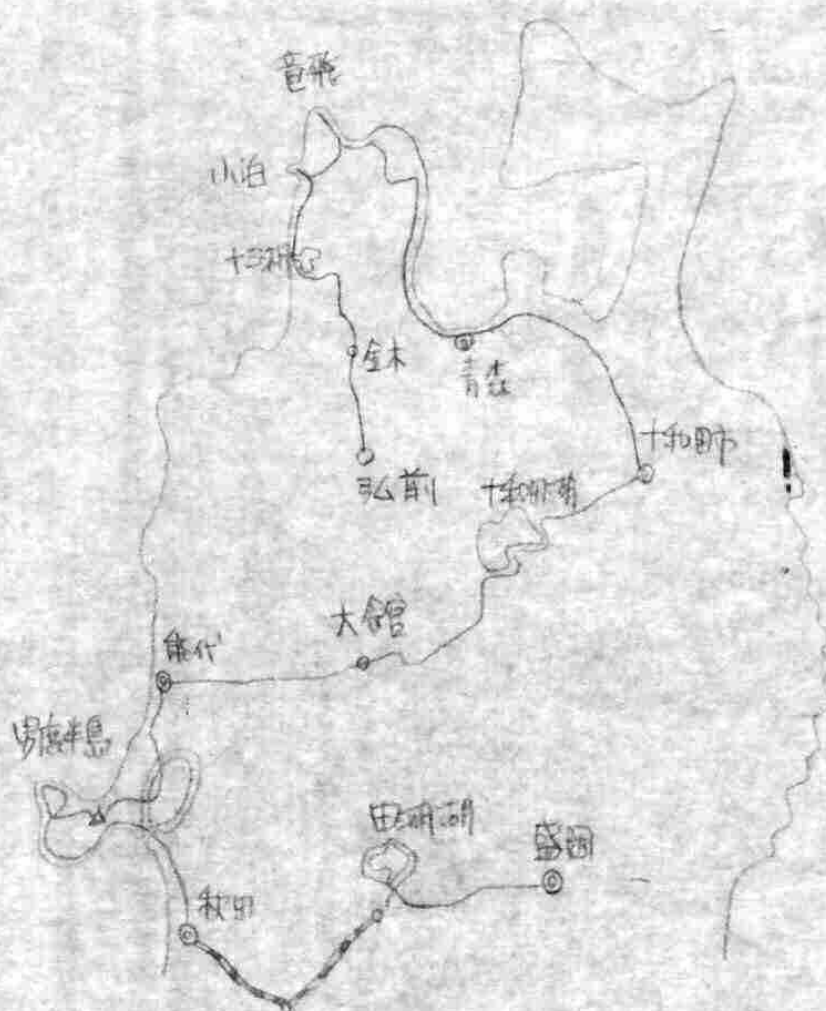 竜飛
小泊
十三湖
金木
青森
十和田市
弘前
十和田湖
大館
能代
男鹿半島
田沢湖
盛岡
秋田